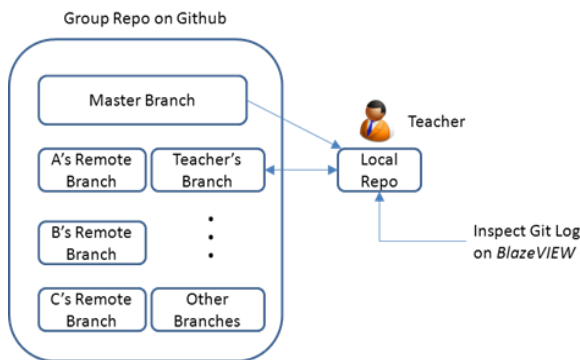 Group Repo on Github
Master Branch
Teacher
A's Remote
Branch
Teacher's
Branch
Local
Repo
B's Remote
Branch
Inspect Git Log
on BlazeVIEW
C's Remote
Branch
Other
Branches